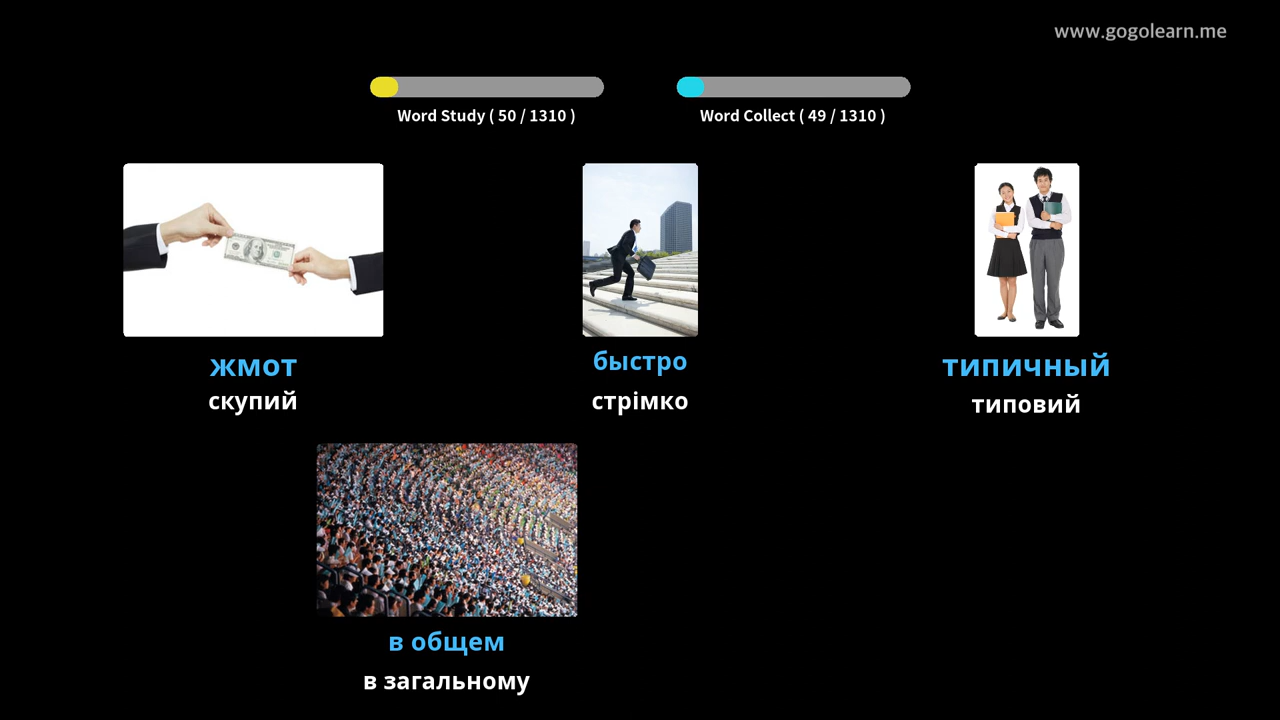 www.gogolearn.me
Word Study ( 50 / 1310 )
Word Collect ( 49 / 1310 )
жмот
скупий
быстро
стрімко
типичный
типовий
в общем
в загальному